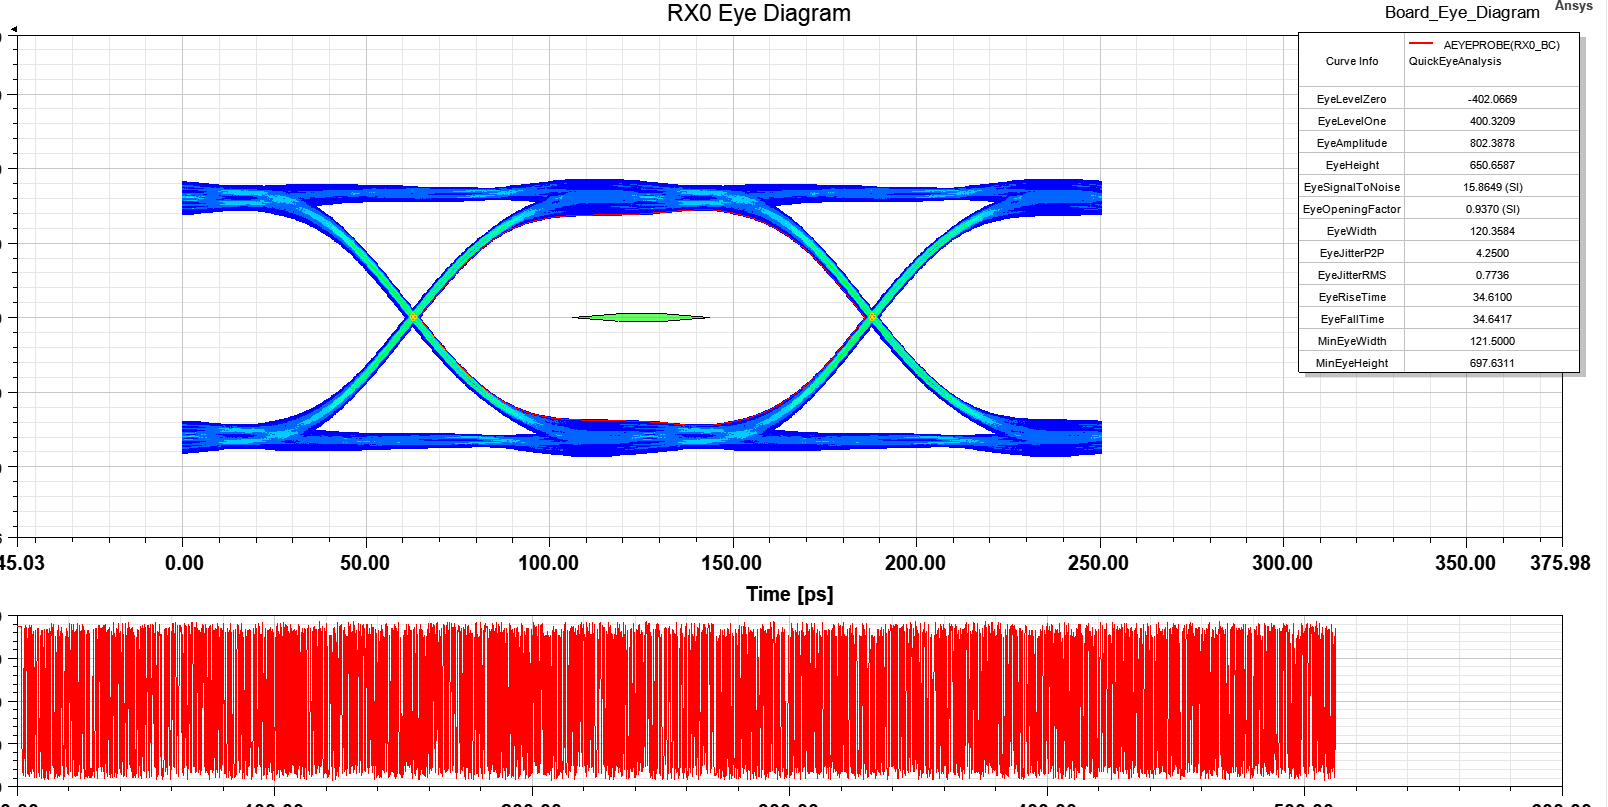 RX0 Eye Diagram
Board_Eye_Diagram
Ansys
Curve Info
AEYEPROBE(RX0_BC)
QuickEyeAnalysis
EyeLevelZero -402.0669
EyeLevelOne 400.3209
EyeAmplitude 802.3878
EyeHeight 650.6587
EyeSignalToNoise 15.8649 (SI)
EyeOpeningFactor 0.9370 (SI)
EyeWidth 120.3584
EyeJitterP2P 4.2500
EyeJitterRMS 0.7736
EyeRiseTime 34.6100
EyeFallTime 34.6417
MinEyeWidth 121.5000
MinEyeHeight 697.6311
45.03 0.00 50.00 100.00 150.00 200.00 250.00 300.00 350.00 375.98
Time [ps]